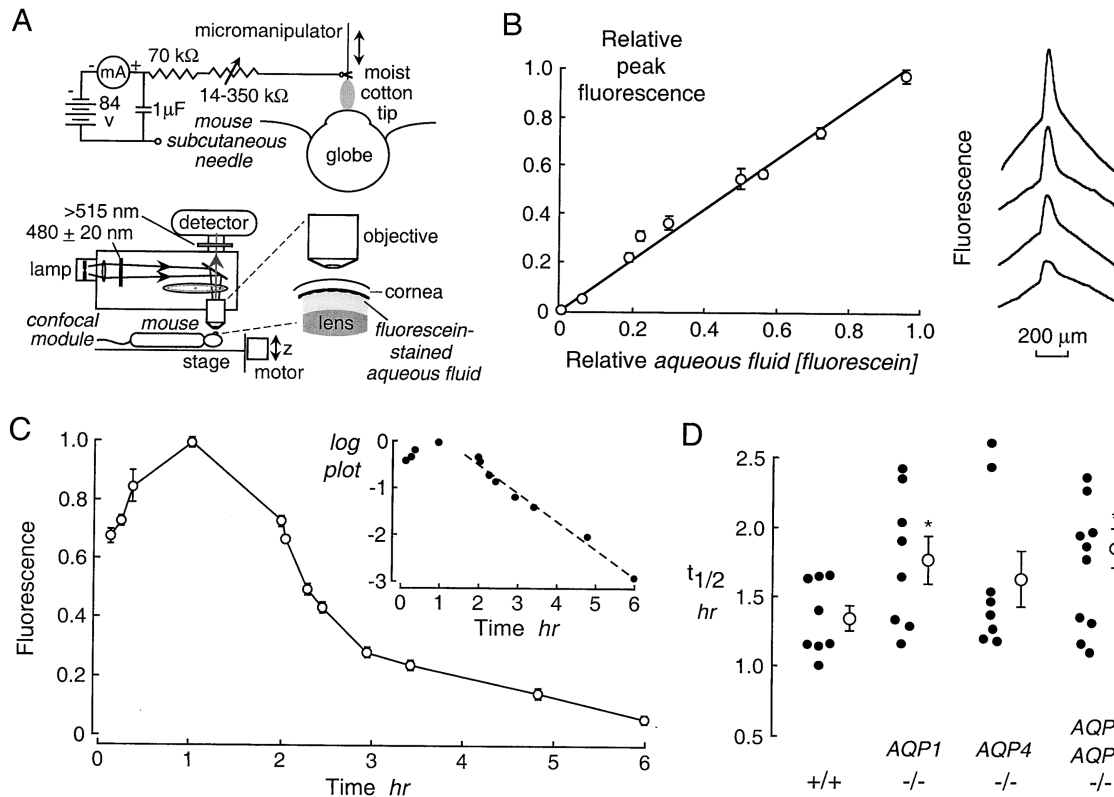 A
micromanipulator
70 kΩ
- mA +
14-350 kΩ
moist
cotton
tip
-
84
v
1μF
mouse
subcutaneous
needle
globe
>515 nm
480 ± 20 nm
detector
objective
lamp
cornea
confocal
module
mouse
lens
fluorescein-
stained
aqueous fluid
stage
z
motor
B
Relative
peak
fluorescence
1.0
0.8
0.6
0.4
0.2
0
0 0.2 0.4 0.6 0.8 1.0
Relative aqueous fluid [fluorescein]
Fluorescence
200 μm
C
Fluorescence
1.0
0.8
0.6
0.4
0.2
0
0 1 2 3 4 5 6
Time hr
log
plot
0
-1
-2
-3
0 1 2 3 4 5 6
Time hr
D
t1/2
hr
2.5
2.0
1.5
1.0
0.5
*
*
+/+
AQP1
-/-
AQP4
-/-
AQP
AQP
-/-